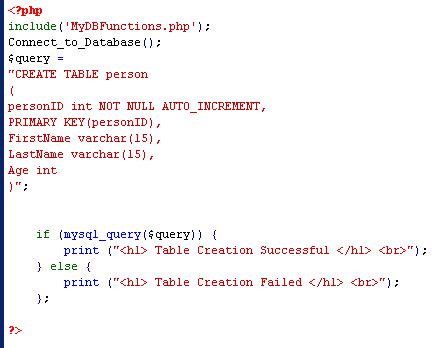 <?php
include('MyDBFunctions.php');
Connect_to_Database();
$query =
"CREATE TABLE person
(
personID int NOT NULL AUTO_INCREMENT,
PRIMARY KEY(personID),
FirstName varchar(15),
LastName varchar(15),
Age int
)";
if (mysql_query($query)) {
print ("<h1> Table Creation Successful </h1> <br>");
} else {
print ("<h1> Table Creation Failed </h1> <br>");
};
?>